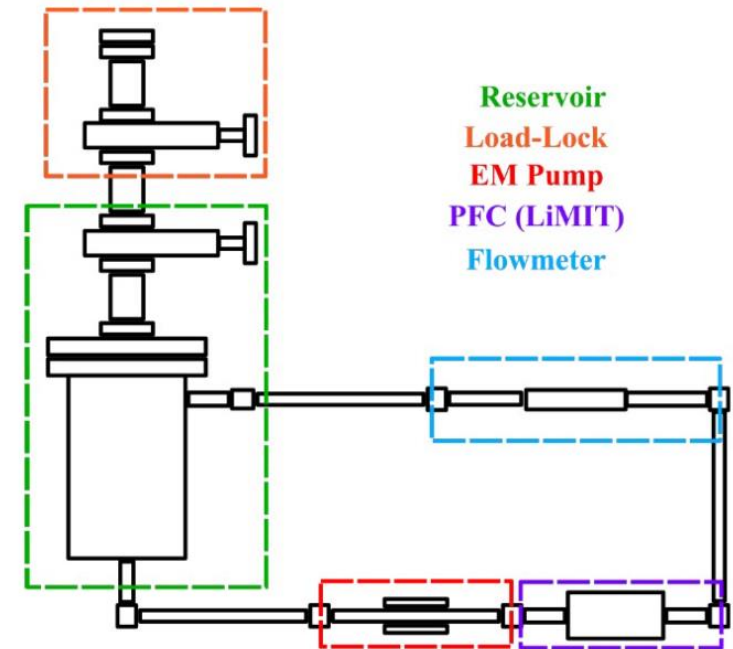 Reservoir
Load-Lock
EM Pump
PFC (LiMIT)
Flowmeter